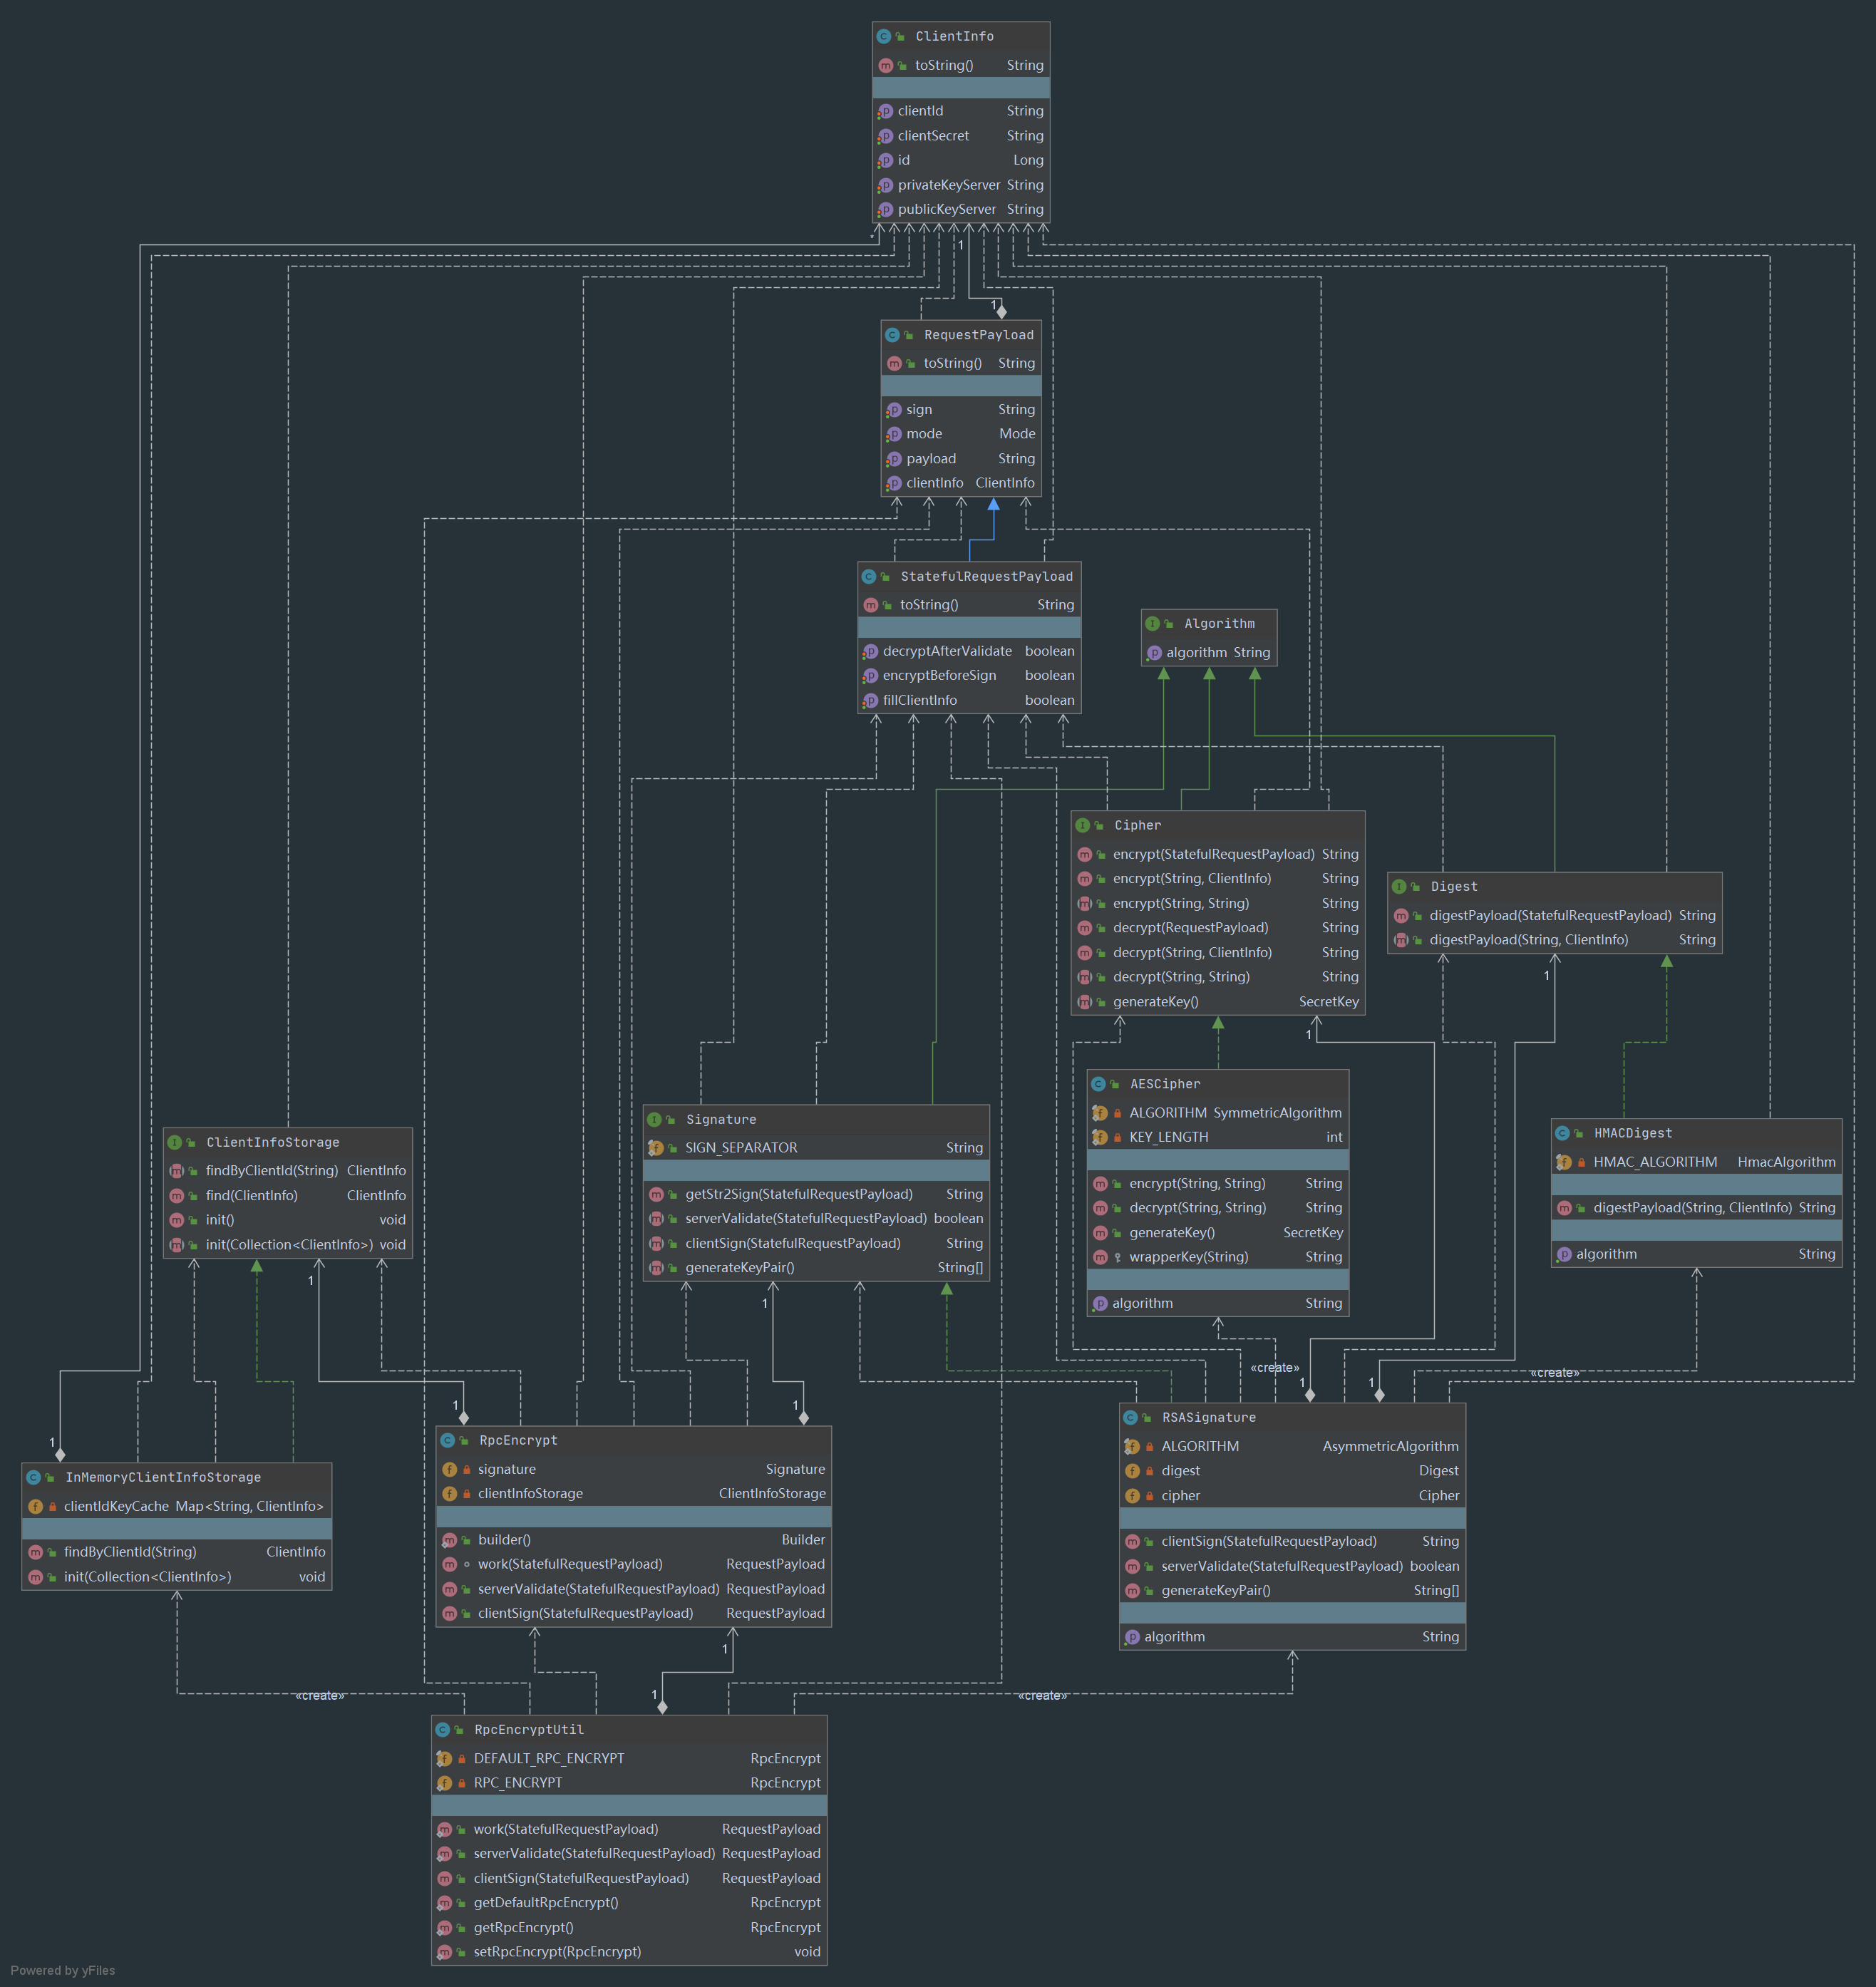 ClientInfo
toString() String
clientId String
clientSecret String
id Long
privateKeyServer String
publicKeyServer String
* 1
1
RequestPayload
toString() String
sign String
mode Mode
payload String
clientInfo ClientInfo
StatefulRequestPayload
toString() String
decryptAfterValidate boolean
encryptBeforeSign boolean
fillClientInfo boolean
Algorithm
algorithm String
Cipher
encrypt(StatefulRequestPayload) String
encrypt(String, ClientInfo) String
encrypt(String, String) String
decrypt(RequestPayload) String
decrypt(String, ClientInfo) String
decrypt(String, String) String
generateKey() SecretKey
1
Digest
digestPayload(StatefulRequestPayload) String
digestPayload(String, ClientInfo) String
1
AESCipher
ALGORITHM SymmetricAlgorithm
KEY_LENGTH int
encrypt(String, String) String
decrypt(String, String) String
generateKey() SecretKey
wrapperKey(String) String
algorithm String
Signature
SIGN_SEPARATOR String
getStr2Sign(StatefulRequestPayload) String
serverValidate(StatefulRequestPayload) boolean
clientSign(StatefulRequestPayload) String
generateKeyPair() String[]
1
HMACDigest
HMAC_ALGORITHM HmacAlgorithm
digestPayload(String, ClientInfo) String
algorithm String
ClientInfoStorage
findByClientId(String) ClientInfo
find(ClientInfo) ClientInfo
init() void
init(Collection<ClientInfo>) void
1
«create»
«create»
1
1
1
1
1
RSASignature
ALGORITHM AsymmetricAlgorithm
digest Digest
cipher Cipher
clientSign(StatefulRequestPayload) String
serverValidate(StatefulRequestPayload) boolean
generateKeyPair() String[]
algorithm String
RpcEncrypt
signature Signature
clientInfoStorage ClientInfoStorage
builder() Builder
work(StatefulRequestPayload) RequestPayload
serverValidate(StatefulRequestPayload) RequestPayload
clientSign(StatefulRequestPayload) RequestPayload
InMemoryClientInfoStorage
clientIdKeyCache Map<String, ClientInfo>
findByClientId(String) ClientInfo
init(Collection<ClientInfo>) void
1
1
«create»
«create»
RpcEncryptUtil
DEFAULT_RPC_ENCRYPT RpcEncrypt
RPC_ENCRYPT RpcEncrypt
work(StatefulRequestPayload) RequestPayload
serverValidate(StatefulRequestPayload) RequestPayload
clientSign(StatefulRequestPayload) RequestPayload
getDefaultRpcEncrypt() RpcEncrypt
getRpcEncrypt() RpcEncrypt
setRpcEncrypt(RpcEncrypt) void
Powered by yFiles